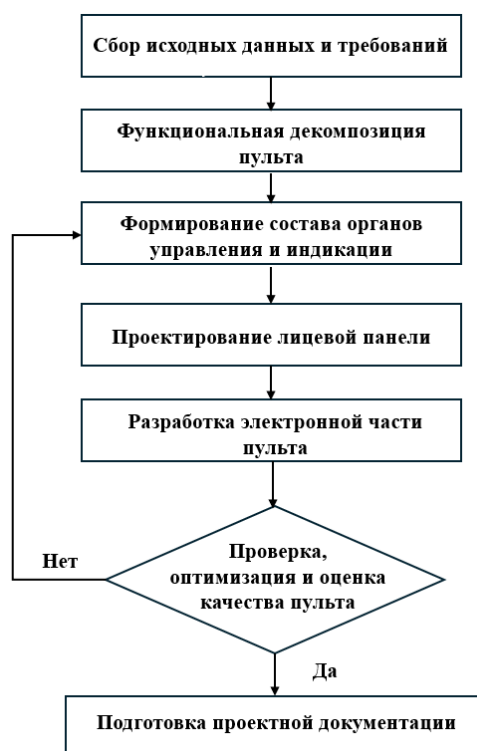 Сбор исходных данных и требований
Функциональная декомпозиция
пульта
Формирование состава органов
управления и индикации
Проектирование лицевой панели
Разработка электронной части
пульта
Проверка,
оптимизация и оценка
качества пульта
Нет
Да
Подготовка проектной документации